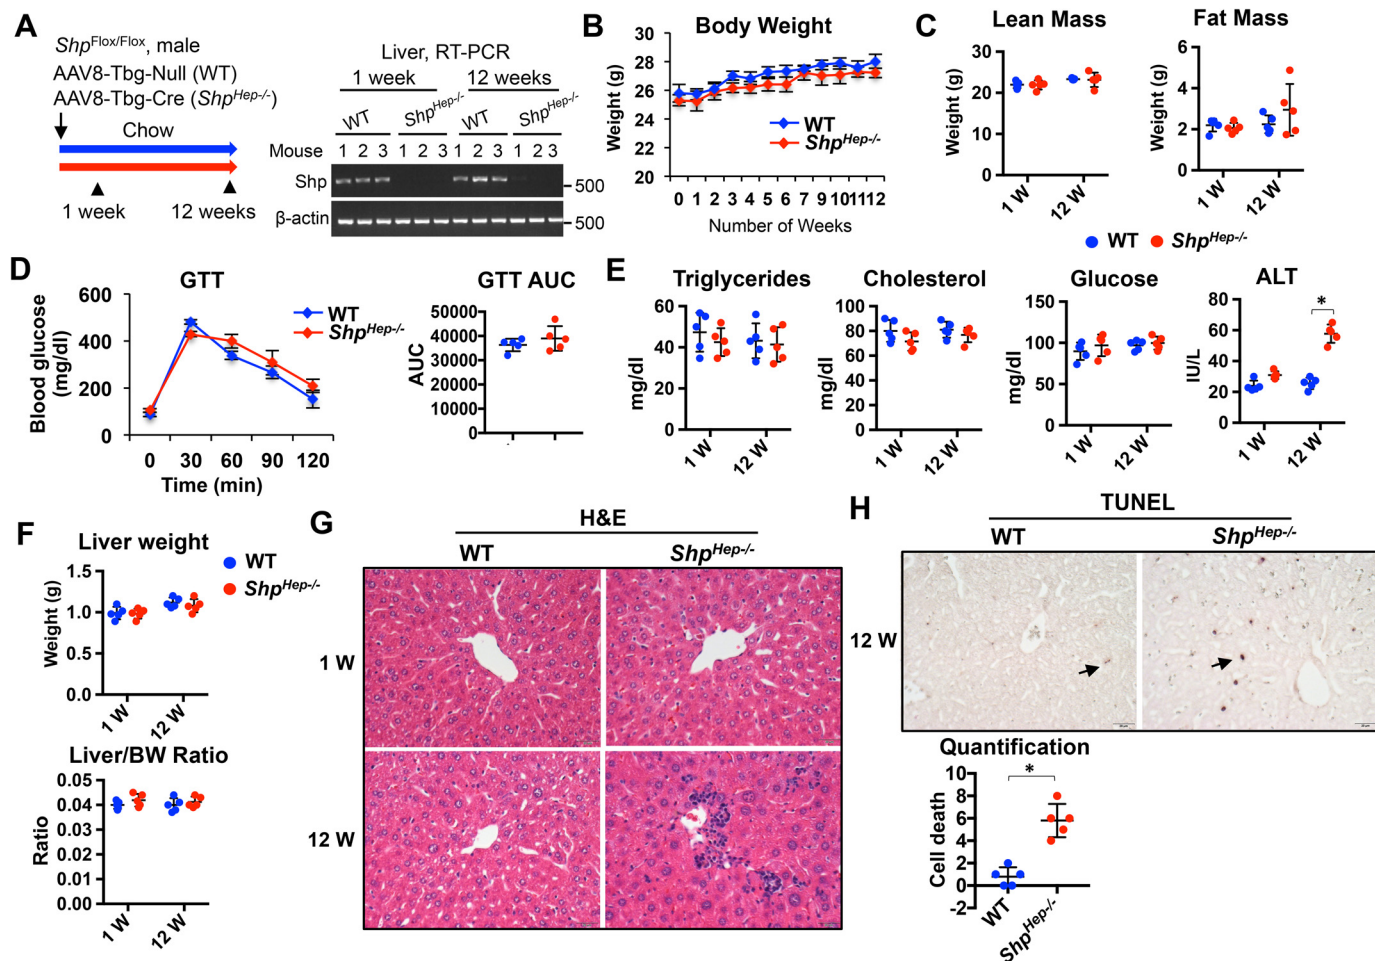 A
Shp^Flox/Flox, male
AAV8-Tbg-Null (WT)
AAV8-Tbg-Cre (Shp^Hep-/-)
Chow
1 week
12 weeks
Liver, RT-PCR
1 week 12 weeks
WT Shp^Hep-/- WT Shp^Hep-/-
Mouse 1 2 3 1 2 3 1 2 3 1 2 3
Shp 500
β-actin 500
B
Body Weight
Weight (g)
28
26
24
22
20
30
WT
Shp^Hep-/-
0 1 2 3 4 5 6 7 9 10 11 12
Number of Weeks
C
Lean Mass
Weight (g)
30
20
10
0
1 W 12 W
Fat Mass
Weight (g)
6
4
2
0
1 W 12 W
WT Shp^Hep-/-
D
GTT
Blood glucose
(mg/dl)
600
400
200
0
WT
Shp^Hep-/-
0 30 60 90 120
Time (min)
GTT AUC
AUC
50000
40000
30000
20000
10000
0
E
Triglycerides
mg/dl
60
40
20
0
1 W 12 W
Cholesterol
mg/dl
100
80
60
40
20
0
1 W 12 W
Glucose
mg/dl
150
100
50
0
1 W 12 W
ALT
IU/L
80
60
40
20
0
*
1 W 12 W
F
Liver weight
WT
Shp^Hep-/-
Weight (g)
1.5
1.0
0.5
0.0
1 W 12 W
Liver/BW Ratio
Ratio
0.05
0.04
0.03
0.02
0.01
0.00
1 W 12 W
G
H&E
WT Shp^Hep-/-
1 W
12 W
H
TUNEL
WT Shp^Hep-/-
12 W
Quantification
Cell death
10
8
6
4
2
0
-2
*
WT Shp^Hep-/-